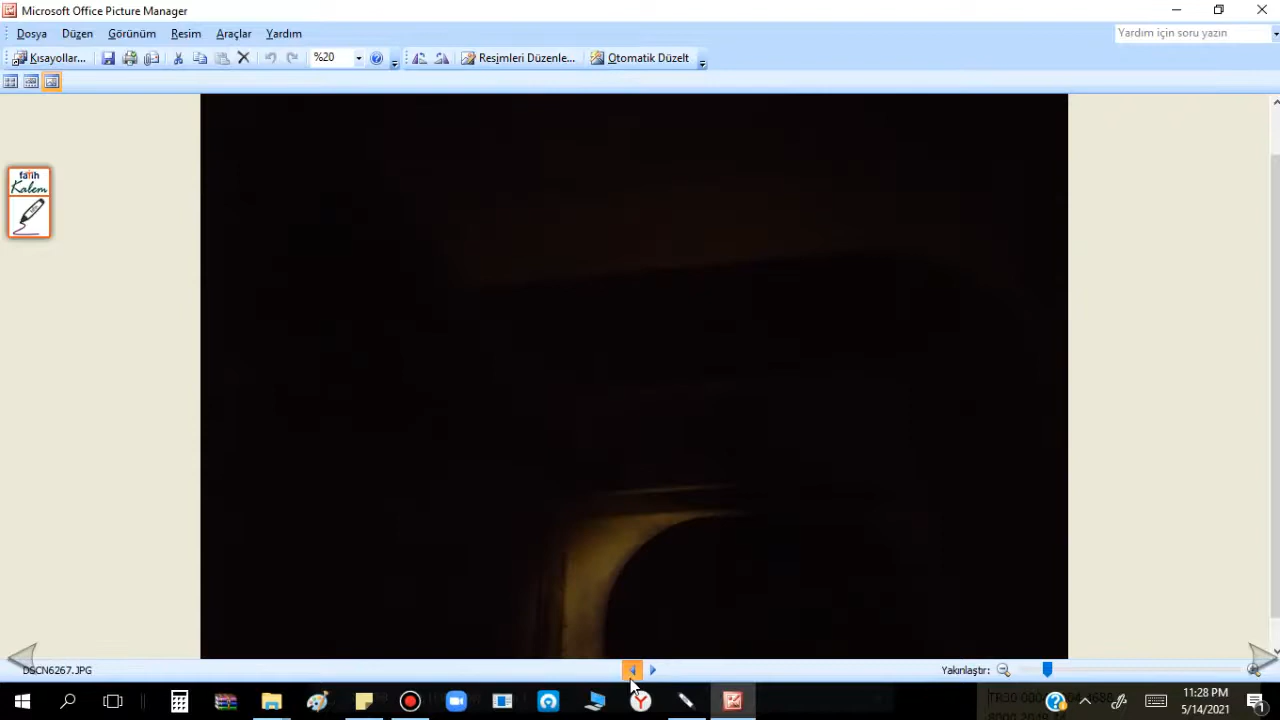 Microsoft Office Picture Manager
Dosya Düzen Görünüm Resim Araçlar Yardım
Yardım için soru yazın
Kısayollar... %20 Resimleri Düzenle... Otomatik Düzelt
fatih
Kalem
DSCN6267.JPG
Yakınlaştır:
11:28 PM
5/14/2021